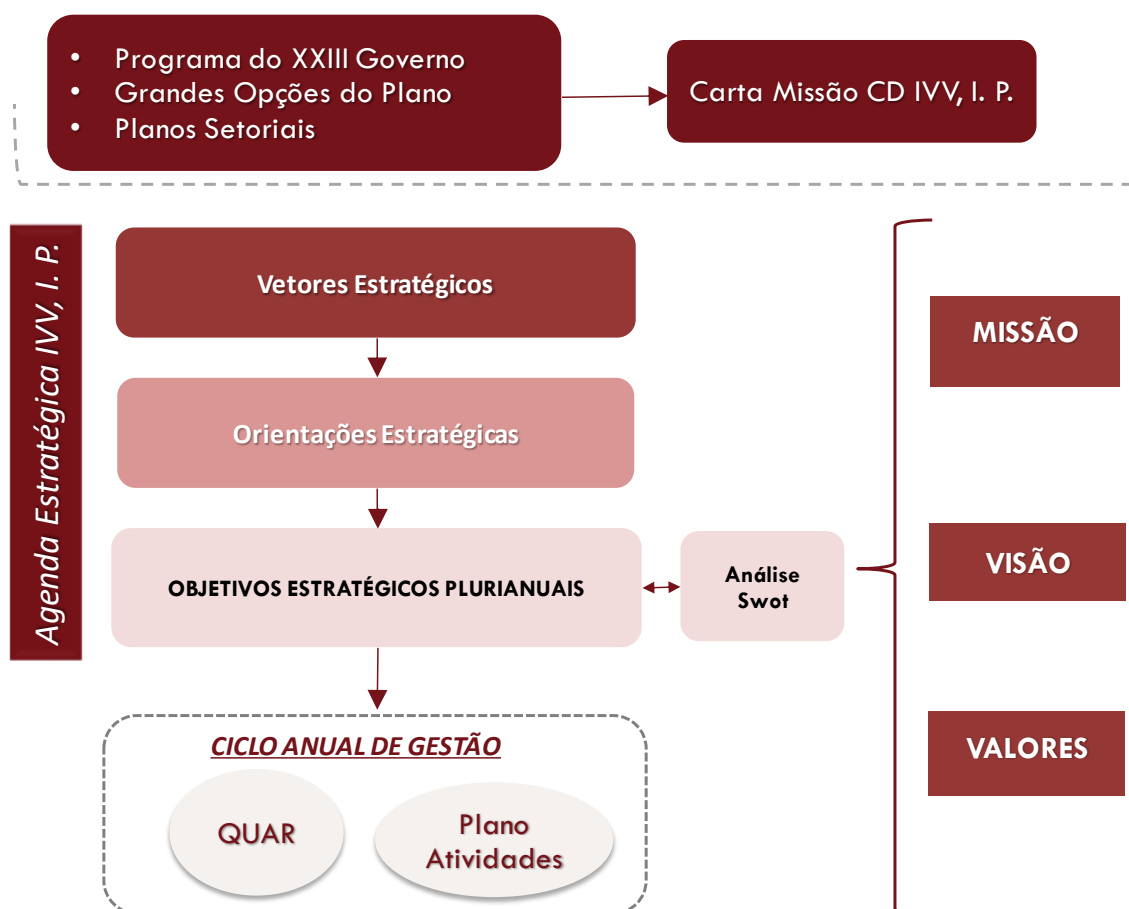 • Programa do XXIII Governo
• Grandes Opções do Plano
• Planos Setoriais
Carta Missão CD IVV, I. P.
Agenda Estratégica IVV, I. P.
Vetores Estratégicos
Orientações Estratégicas
OBJETIVOS ESTRATÉGICOS PLURIANUAIS
Análise
Swot
CICLO ANUAL DE GESTÃO
QUAR
Plano
Atividades
MISSÃO
VISÃO
VALORES